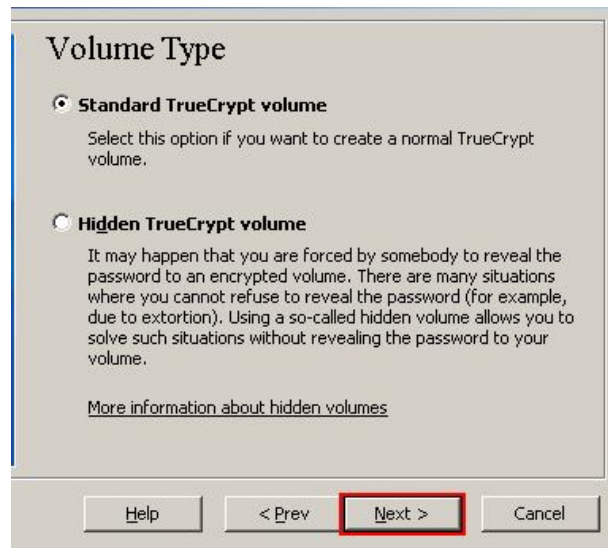 Volume Type
Standard TrueCrypt volume
Select this option if you want to create a normal TrueCrypt
volume.
Hidden TrueCrypt volume
It may happen that you are forced by somebody to reveal the
password to an encrypted volume. There are many situations
where you cannot refuse to reveal the password (for example,
due to extortion). Using a so-called hidden volume allows you to
solve such situations without revealing the password to your
volume.
More information about hidden volumes
Help < Prev Next > Cancel